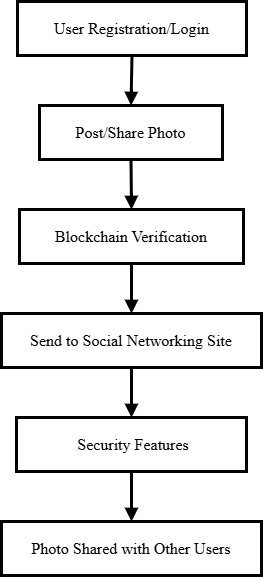 User Registration/Login
Post/Share Photo
Blockchain Verification
Send to Social Networking Site
Security Features
Photo Shared with Other Users